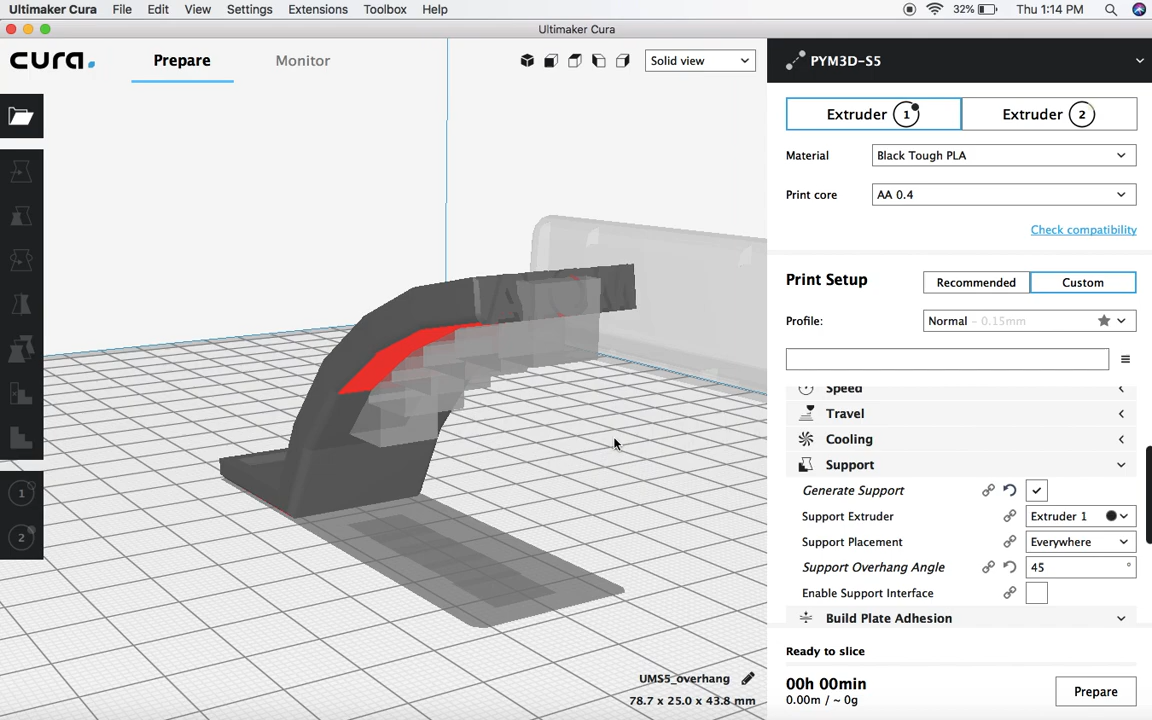 Ultimaker Cura File Edit View Settings Extensions Toolbox Help 32% Thu 1:14 PM
Ultimaker Cura
cura. Prepare Monitor Solid view PYM3D-S5
Extruder 1 Extruder 2
Material Black Tough PLA
Print core AA 0.4
Check compatibility
Print Setup Recommended Custom
Profile: Normal – 0.15mm
Speed
Travel
Cooling
Support
Generate Support
Support Extruder Extruder 1
Support Placement Everywhere
Support Overhang Angle 45 °
Enable Support Interface
Build Plate Adhesion
1
2
Ready to slice
UMS5_overhang
78.7 x 25.0 x 43.8 mm
00h 00min
0.00m / ~ 0g
Prepare